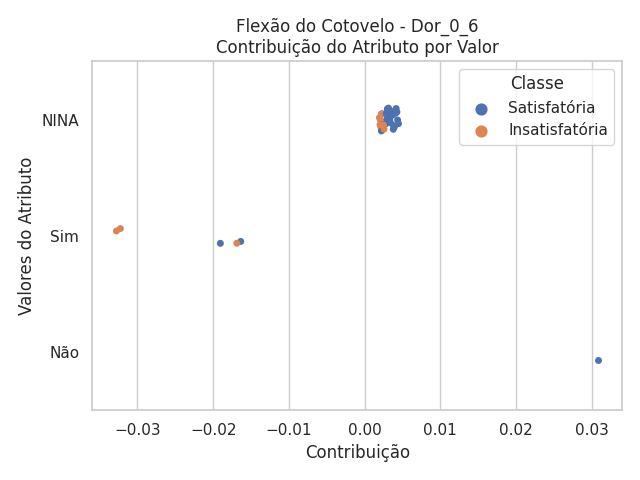 Flexão do Cotovelo - Dor_0_6
Contribuição do Atributo por Valor
Classe
Satisfatória
Insatisfatória
Valores do Atributo
NINA
Sim
Não
−0.03 −0.02 −0.01 0.00 0.01 0.02 0.03
Contribuição